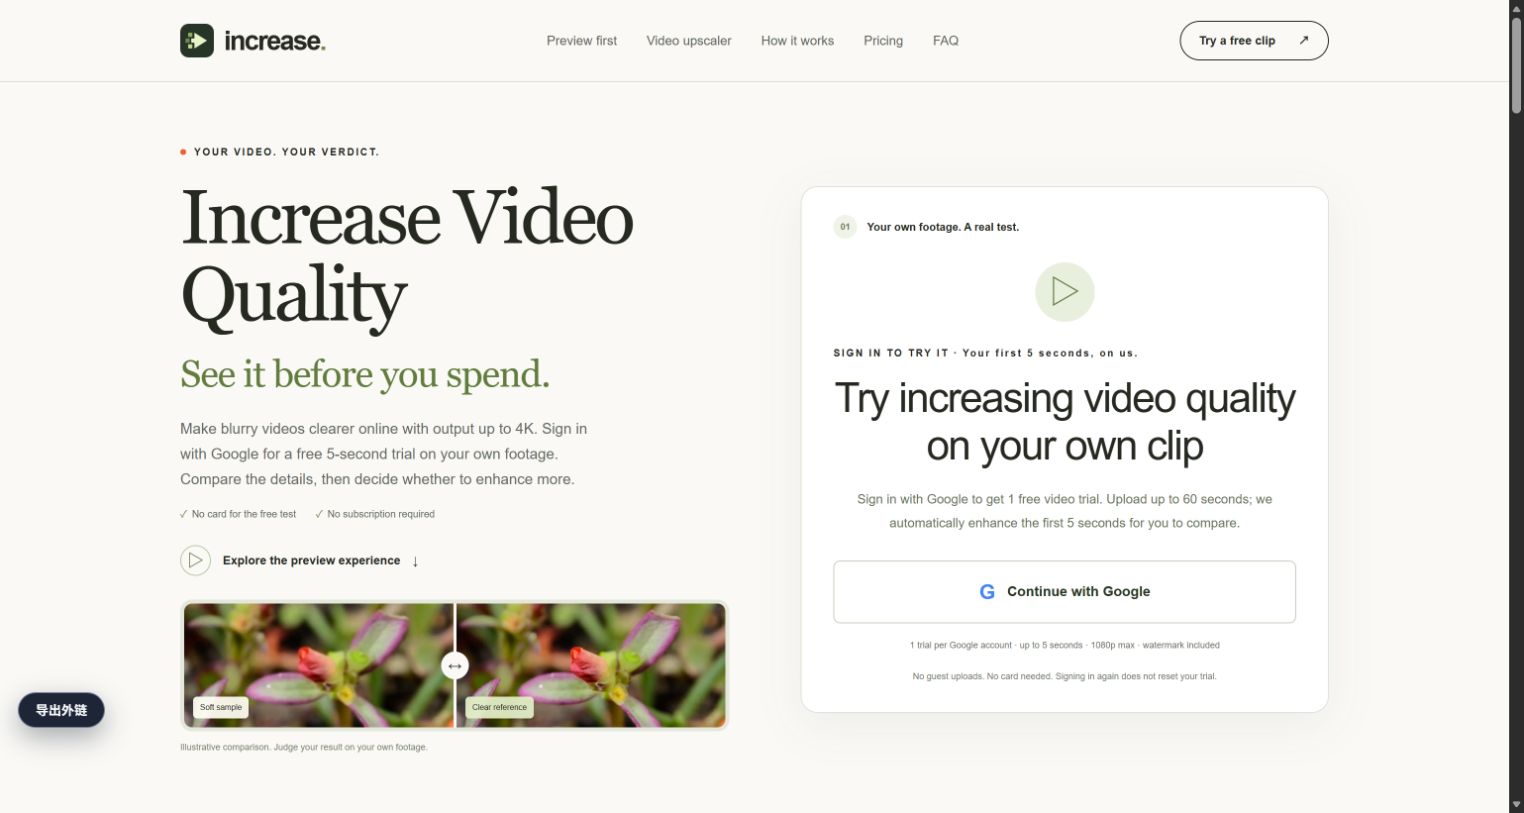 increase.
Preview first
Video upscaler
How it works
Pricing
FAQ
Try a free clip ↗
YOUR VIDEO. YOUR VERDICT.
Increase Video
Quality
See it before you spend.
Make blurry videos clearer online with output up to 4K. Sign in
with Google for a free 5-second trial on your own footage.
Compare the details, then decide whether to enhance more.
✓ No card for the free test
✓ No subscription required
Explore the preview experience ↓
Soft sample
Clear reference
Illustrative comparison. Judge your result on your own footage.
01 Your own footage. A real test.
SIGN IN TO TRY IT · Your first 5 seconds, on us.
Try increasing video quality
on your own clip
Sign in with Google to get 1 free video trial. Upload up to 60 seconds; we
automatically enhance the first 5 seconds for you to compare.
G Continue with Google
1 trial per Google account · up to 5 seconds · 1080p max · watermark included
No guest uploads. No card needed. Signing in again does not reset your trial.
导出外链